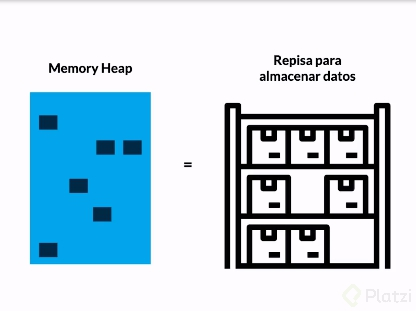 Memory Heap
Repisa para
almacenar datos
=
Platzi